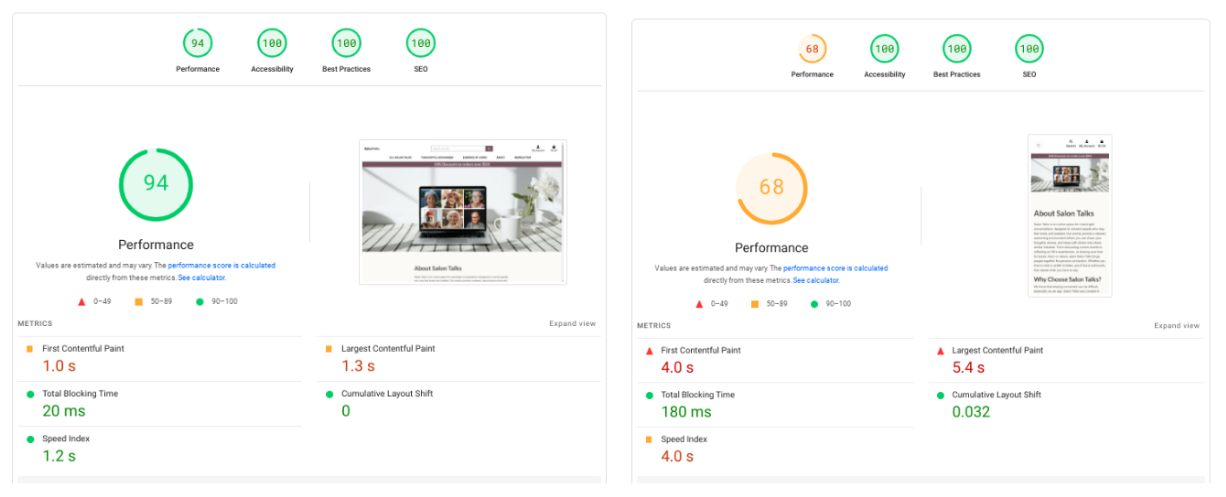 94
100
100
100
Performance
Accessibility
Best Practices
SEO
94
Performance
Values are estimated and may vary. The performance score is calculated
directly from these metrics. See calculator.
0–49
50–89
90–100
About Salon Talks
METRICS
Expand view
First Contentful Paint
1.0 s
Largest Contentful Paint
1.3 s
Total Blocking Time
20 ms
Cumulative Layout Shift
0
Speed Index
1.2 s
68
100
100
100
Performance
Accessibility
Best Practices
SEO
68
Performance
Values are estimated and may vary. The performance score is calculated
directly from these metrics. See calculator.
0–49
50–89
90–100
About Salon Talks
Why Choose Salon Talks?
METRICS
Expand view
First Contentful Paint
4.0 s
Largest Contentful Paint
5.4 s
Total Blocking Time
180 ms
Cumulative Layout Shift
0.032
Speed Index
4.0 s